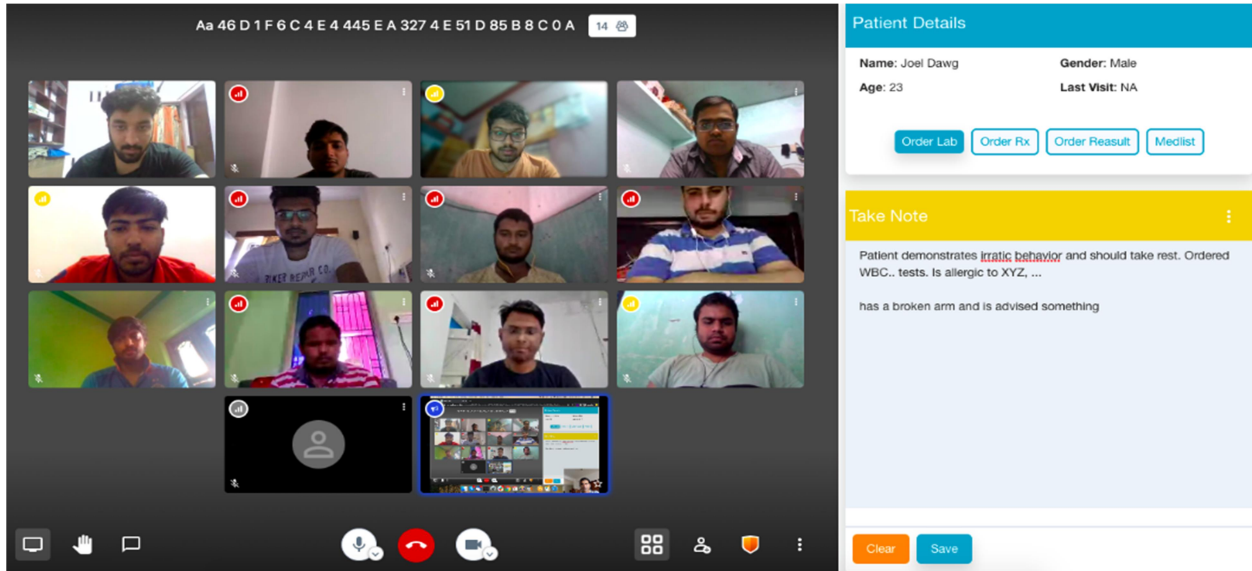 Aa 46 D 1 F 6 C 4 E 4 445 E A 327 4 E 51 D 85 B 8 C 0 A 14
Patient Details
Name: Joel Dawg Gender: Male
Age: 23 Last Visit: NA
Order Lab Order Rx Order Reasult Medlist
Take Note
Patient demonstrates irratic behavior and should take rest. Ordered
WBC.. tests. Is allergic to XYZ, ...
has a broken arm and is advised something
Clear Save